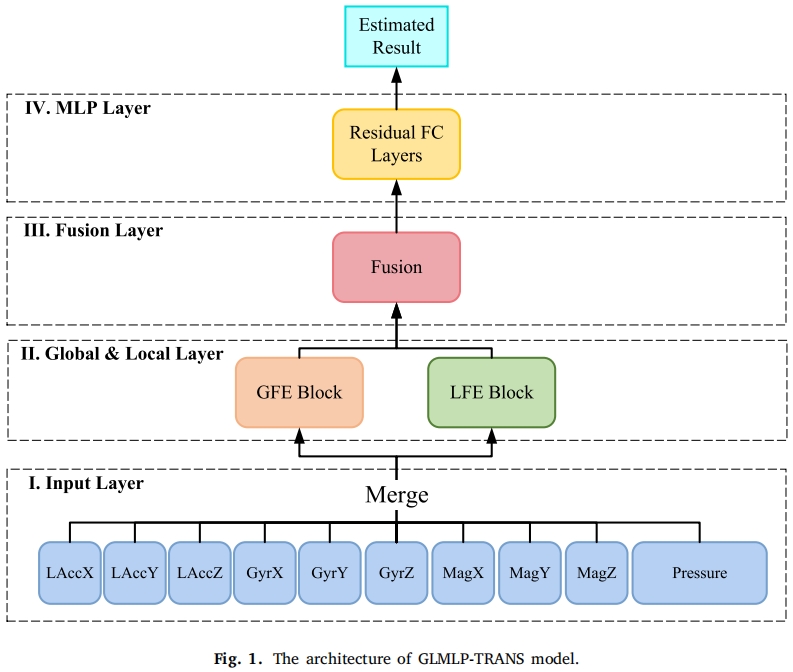 Estimated
Result
IV. MLP Layer
Residual FC
Layers
III. Fusion Layer
Fusion
II. Global & Local Layer
GFE Block
LFE Block
I. Input Layer
Merge
LAccX LAccY LAccZ GyrX GyrY GyrZ MagX MagY MagZ Pressure
Fig. 1. The architecture of GLMLP-TRANS model.